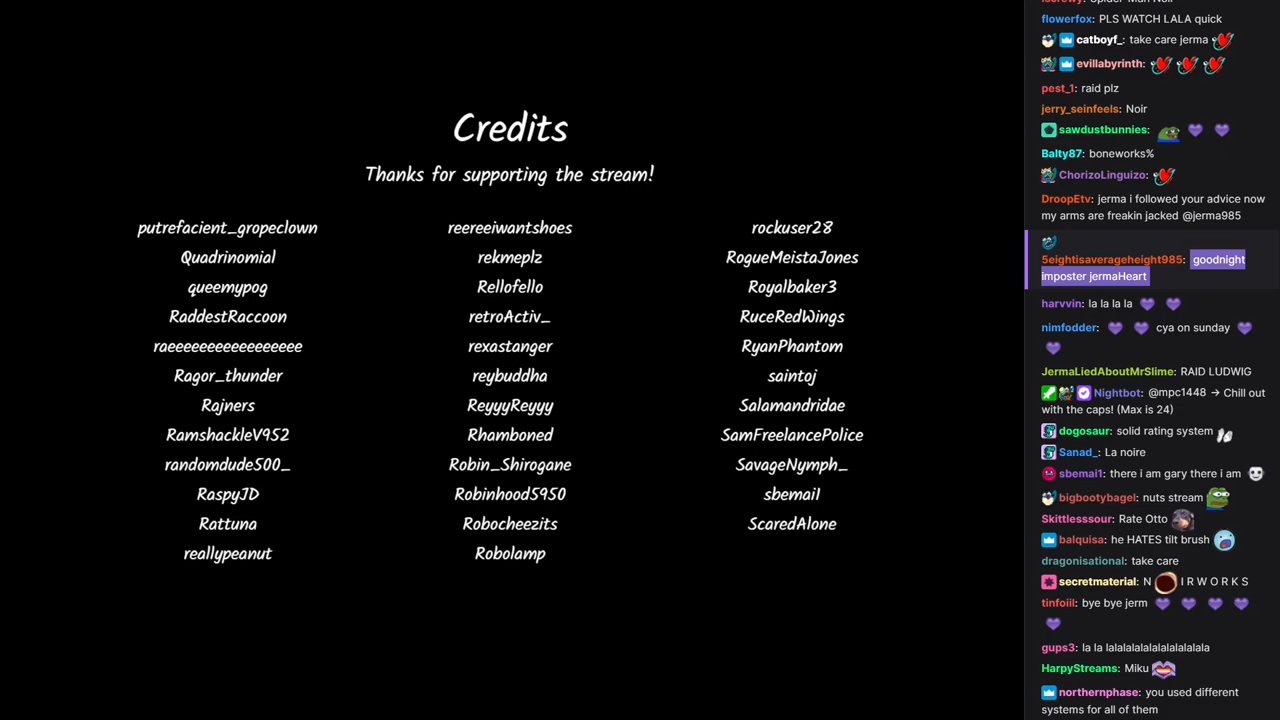 Credits
Thanks for supporting the stream!
putrefacient_gropeclown
Quadrinomial
queemypog
RaddestRaccoon
raeeeeeeeeeeeeeeeee
Ragor_thunder
Rajners
RamshackleV952
randomdude500_
RaspyJD
Rattuna
reallypeanut
reereeiwantshoes
rekmeplz
Rellofello
retroActiv_
rexastanger
reybuddha
ReyyyReyyy
Rhamboned
Robin_Shirogane
Robinhood5950
Robocheezits
Robolamp
rockuser28
RogueMeistaJones
Royalbaker3
RuceRedWings
RyanPhantom
saintoj
Salamandridae
SamFreelancePolice
SavageNymph_
sbemail
ScaredAlone
flowerfox: PLS WATCH LALA quick
catboyf_: take care jerma
evillabyrinth:
pest_1: raid plz
jerry_seinfeels: Noir
sawdustbunnies:
Balty87: boneworks%
ChorizoLinguizo:
DroopEtv: jerma i followed your advice now
my arms are freakin jacked @jerma985
5eightisaverageheight985: goodnight
imposter jermaHeart
harvvin: la la la la
nimfodder: cya on sunday
JermaLiedAboutMrSlime: RAID LUDWIG
Nightbot: @mpc1448 -> Chill out
with the caps! (Max is 24)
dogosaur: solid rating system
Sanad_: La noire
sbemai1: there i am gary there i am
bigbootybagel: nuts stream
Skittlesssour: Rate Otto
balquisa: he HATES tilt brush
dragonisational: take care
secretmaterial: N I R W O R K S
tinfoiil: bye bye jerm
gups3: la la lalalalalalalalalalala
HarpyStreams: Miku
northernphase: you used different
systems for all of them